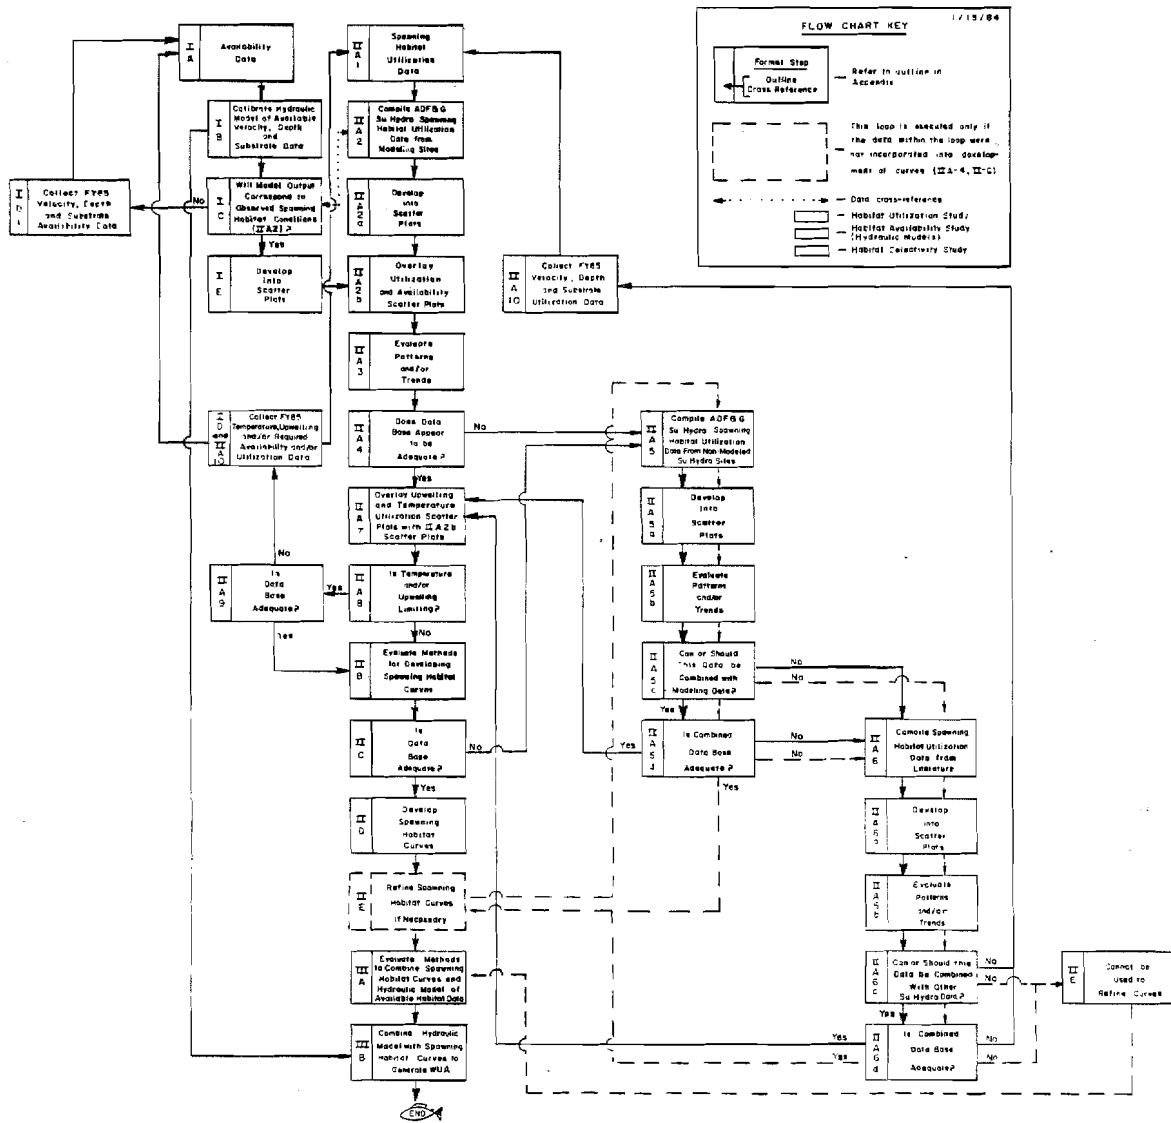 1/15/84
FLOW CHART KEY
Format Step
Outline
Cross Reference
— Refer to outline in
Appendix
This loop is executed only if
the data within the loop were
not incorporated into develop-
ment of curves (II A-4, II-C)
— Data cross-reference
— Habitat Utilization Study
— Habitat Availability Study
(Hydraulic Models)
— Habitat Selectivity Study
I A
Availability
Data
II A 1
Spawning
Habitat
Utilization
Data
I B
Calibrate Hydraulic
Model of Available
Velocity, Depth
and
Substrate Data
II A 2
Compile ADF&G
Su Hydro Spawning
Habitat Utilization
Data from
Modeling Sites
I D 1
Collect FY85
Velocity, Depth
and Substrate
Availability Data
No
I C
Will Model Output
Correspond to
Observed Spawning
Habitat Conditions
(II A2)?
Yes
II A 2 a
Develop
into
Scatter
Plots
I E
Develop
into
Scatter
Plots
II A 2 b
Overlay
Utilization
and Availability
Scatter Plots
II A 10
Collect FY85
Velocity, Depth
and Substrate
Utilization Data
II A 3
Evaluate
Patterns
and/or
Trends
I D and II A 10
Collect FY85
Temperature, Upwelling
and/or Required
Availability and/or
Utilization Data
II A 4
Does Data
Base Appear
to be
Adequate?
No
Yes
II A 5
Compile ADF&G
Su Hydro Spawning
Habitat Utilization
Data From Non-Modeled
Su Hydro Sites
II A 7
Overlay Upwelling
and Temperature
Utilization Scatter
Plots with II A2b
Scatter Plots
II A 5 a
Develop
Into
Scatter
Plots
No
II A 9
Is
Data
Base
Adequate?
Yes
Yes
II A 8
Is Temperature
and/or
Upwelling
Limiting?
No
II A 5 b
Evaluate
Patterns
and/or
Trends
II B
Evaluate Methods
for Developing
Spawning Habitat
Curves
II A 5 c
Can or Should
This Data be
Combined with
Modeling Data?
No
No
Yes
II C
Is
Data
Base
Adequate?
No
Yes
Yes
II A 5 d
Is Combined
Data Base
Adequate?
No
No
Yes
II A 6
Compile Spawning
Habitat Utilization
Data from
Literature
II D
Develop
Spawning
Habitat
Curves
II A 6 a
Develop
into
Scatter
Plots
II E
Refine Spawning
Habitat Curves
if Necessary
II A 6 b
Evaluate
Patterns
and/or
Trends
III A
Evaluate Methods
to Combine Spawning
Habitat Curves and
Hydraulic Model of
Available Habitat Data
II A 6 c
Can or Should this
Data be Combined
With Other
Su Hydro Data?
No
No
Yes
II E
Cannot be
Used to
Refine Curves
III B
Combine Hydraulic
Model with Spawning
Habitat Curves to
Generate WUA
Yes
Yes
II A 6 d
Is Combined
Data Base
Adequate?
No
No
END